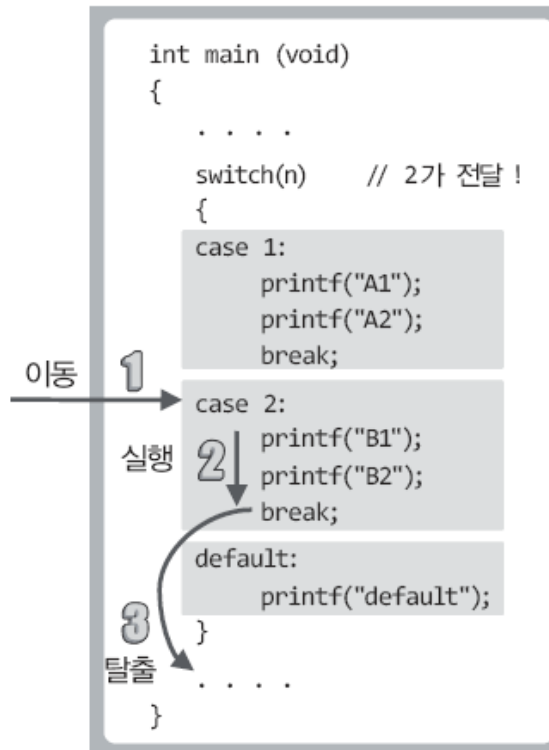 int main (void)
{
. . . .
switch(n) // 2가 전달 !
{
case 1:
printf("A1");
printf("A2");
break;
이동 1
case 2:
printf("B1");
실행 2
printf("B2");
break;
default:
printf("default");
3
}
탈출
. . . .
}